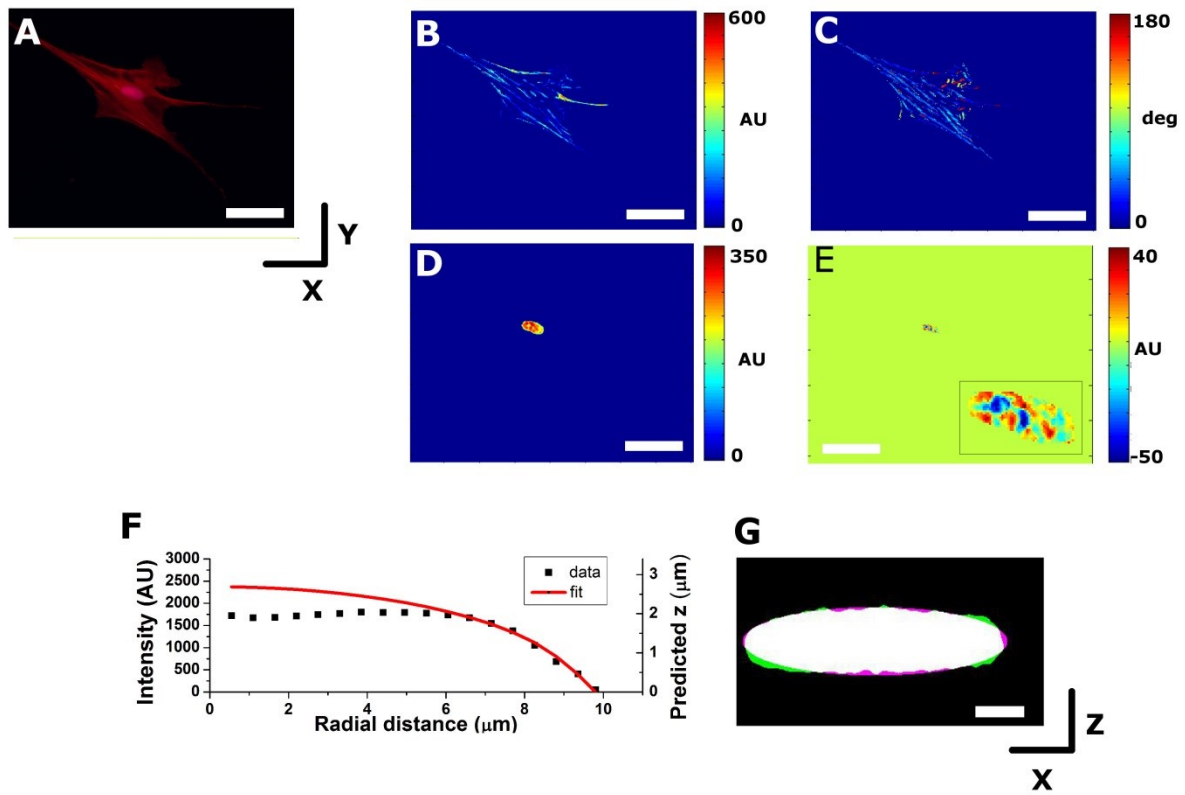 A
Y
X
B
600
AU
0
C
180
deg
0
D
350
AU
0
E
40
AU
-50
F
3000
2500
2000
1500
1000
500
0
Intensity (AU)
0
2
4
6
8
10
Radial distance (μm)
data
fit
3
2
1
0
Predicted z (μm)
G
Z
X